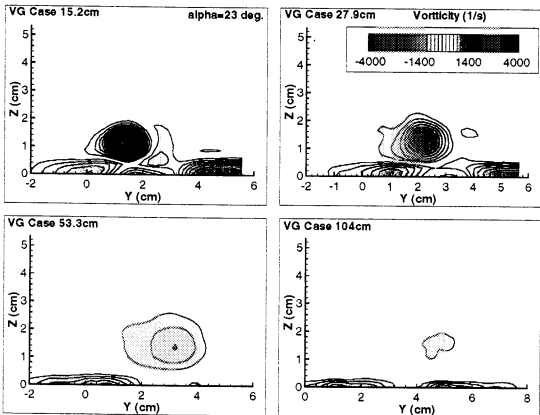 VG Case 15.2cm alpha=23 deg.
5
4
3
2
1
0
Z (cm)
-2 0 2 4 6
Y (cm)
VG Case 27.9cm Vortticity (1/s)
-4000 -1400 1400 4000
5
4
3
2
1
0
Z (cm)
-2 -1 0 1 2 3 4 5 6
Y (cm)
VG Case 53.3cm
5
4
3
2
1
0
Z (cm)
-2 0 2 4 6
Y (cm)
VG Case 104cm
5
4
3
2
1
0
Z (cm)
0 2 4 6 8
Y (cm)